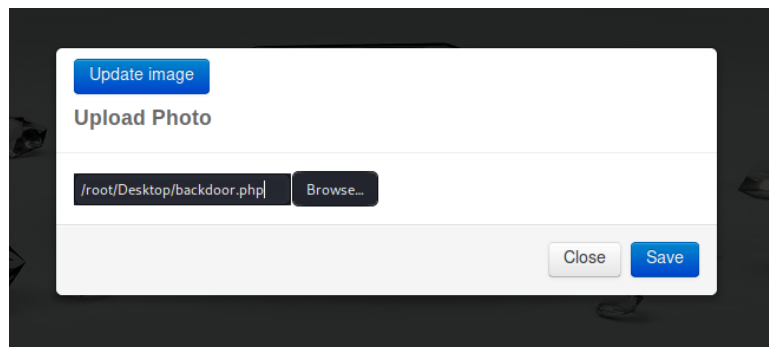 Update image
Upload Photo
/root/Desktop/backdoor.php
Browse...
Close
Save